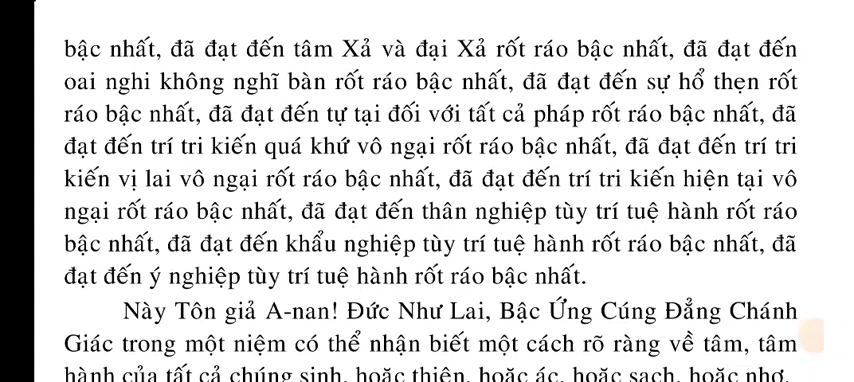 bậc nhất, đã đạt đến tâm Xả và đại Xả rốt ráo bậc nhất, đã đạt đến
oai nghi không nghĩ bàn rốt ráo bậc nhất, đã đạt đến sự hổ thẹn rốt
ráo bậc nhất, đã đạt đến tự tại đối với tất cả pháp rốt ráo bậc nhất, đã
đạt đến trí tri kiến quá khứ vô ngại rốt ráo bậc nhất, đã đạt đến trí tri
kiến vị lai vô ngại rốt ráo bậc nhất, đã đạt đến trí tri kiến hiện tại vô
ngại rốt ráo bậc nhất, đã đạt đến thân nghiệp tùy trí tuệ hành rốt ráo
bậc nhất, đã đạt đến khẩu nghiệp tùy trí tuệ hành rốt ráo bậc nhất, đã
đạt đến ý nghiệp tùy trí tuệ hành rốt ráo bậc nhất.
Này Tôn giả A-nan! Đức Như Lai, Bậc Ứng Cúng Đẳng Chánh
Giác trong một niệm có thể nhận biết một cách rõ ràng về tâm, tâm
hành của tất cả chúng sinh, hoặc thiện, hoặc ác, hoặc sạch, hoặc nhơ,